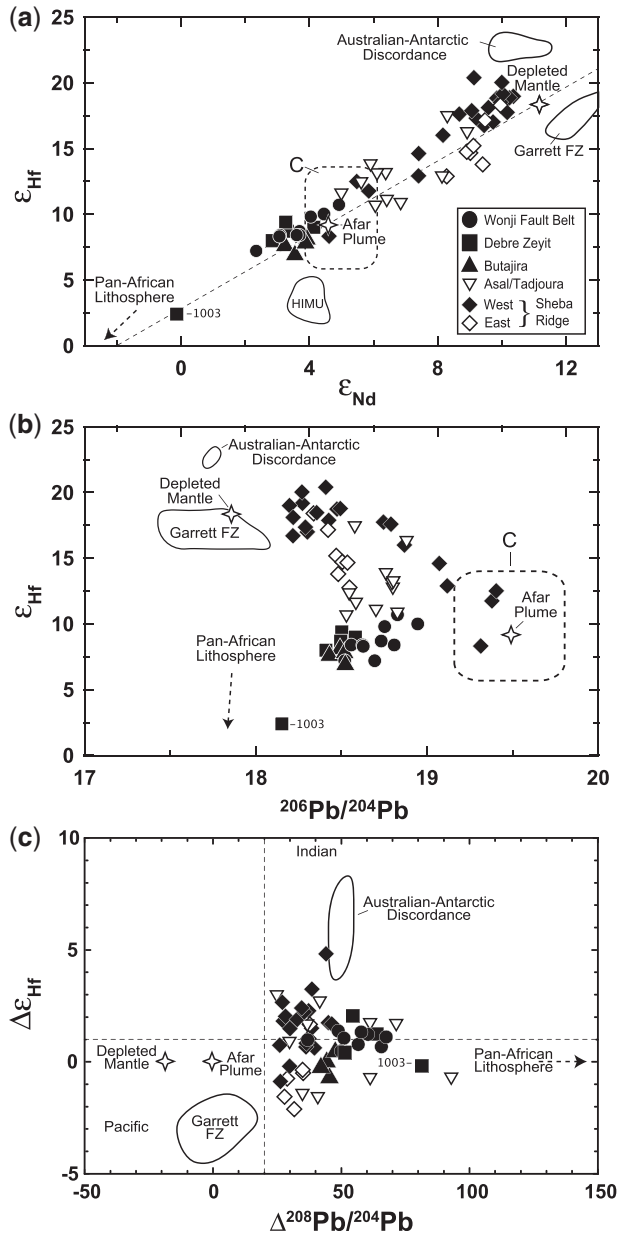 (a)
25
20
15
10
5
0
εHf
Australian-Antarctic
Discordance
Depleted
Mantle
Garrett FZ
C
Afar
Plume
HIMU
Pan-African
Lithosphere
1003
Wonji Fault Belt
Debre Zeyit
Butajira
Asal/Tadjoura
West
East
} Sheba
Ridge
0 4 8 12
εNd
(b)
25
20
15
10
5
0
εHf
Australian-Antarctic
Discordance
Depleted
Mantle
Garrett FZ
C
Afar
Plume
Pan-African
Lithosphere
1003
17 18 19 20
²⁰⁶Pb/²⁰⁴Pb
(c)
10
5
0
-5
ΔεHf
Indian
Australian-Antarctic
Discordance
Depleted
Mantle
Afar
Plume
1003
Pan-African
Lithosphere
Pacific
Garrett
FZ
-50 0 50 100 150
Δ²⁰⁸Pb/²⁰⁴Pb